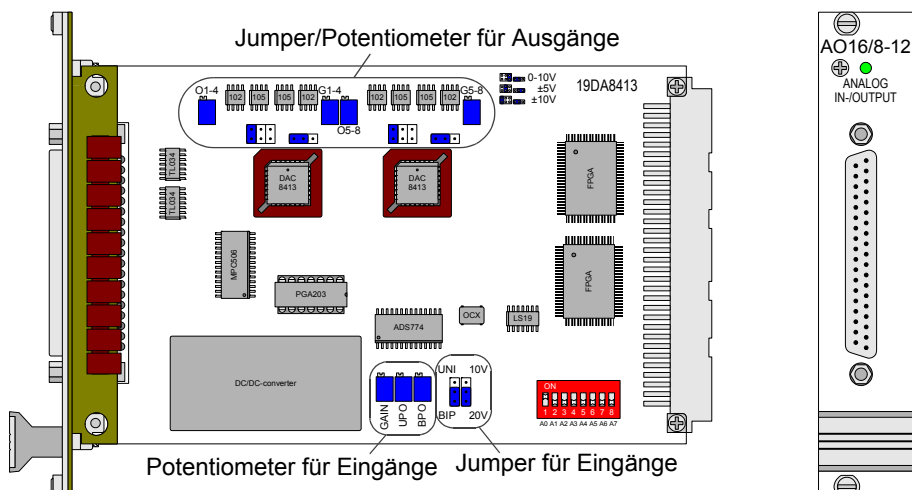 Jumper/Potentiometer für Ausgänge
O1-4 102 105 105 102 G1-4 O5-8 102 105 105 102 G5-8
0-10V
±5V
±10V
19DA8413
TL034
TL034
DAC 8413
DAC 8413
FPGA
FPGA
MPC506
PGA203
ADS774
OCX
LS19
DC/DC-converter
GAIN UPO BPO
UNI 10V
BIP 20V
ON
1 2 3 4 5 6 7 8
A0 A1 A2 A3 A4 A5 A6 A7
Potentiometer für Eingänge
Jumper für Eingänge
AO16/8-12
ANALOG
IN-/OUTPUT